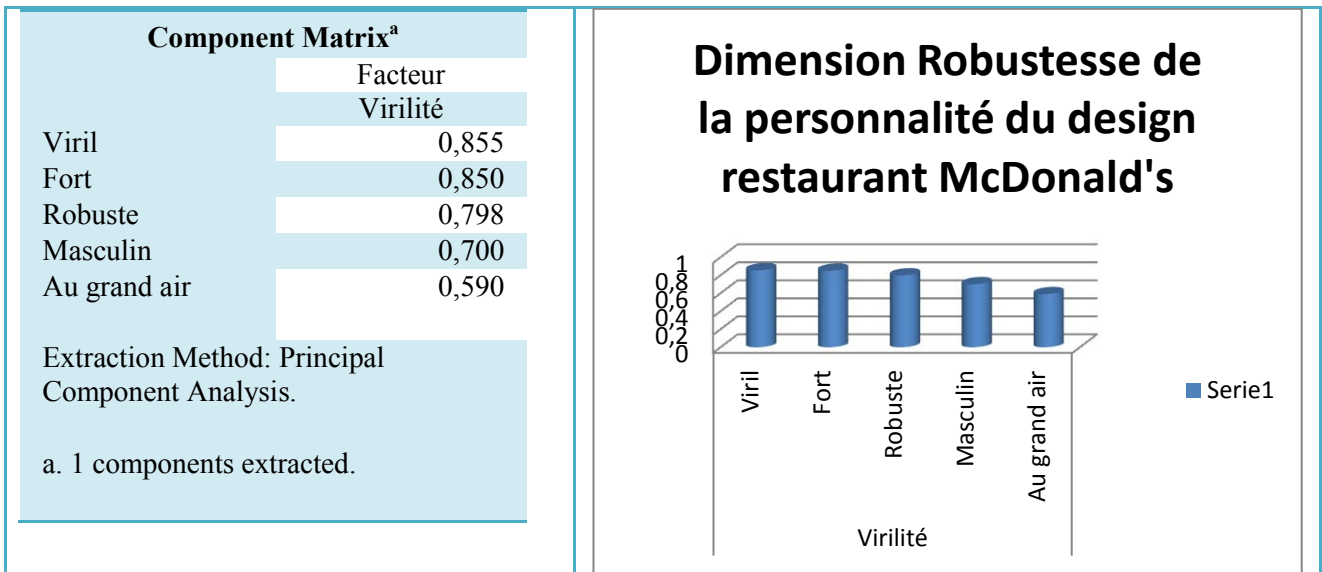 Component Matrixᵃ
Facteur
Virilité
Viril 0,855
Fort 0,850
Robuste 0,798
Masculin 0,700
Au grand air 0,590
Extraction Method: Principal
Component Analysis.
a. 1 components extracted.
Dimension Robustesse de
la personnalité du design
restaurant McDonald's
1
0,8
0,6
0,4
0,2
0
Viril
Fort
Robuste
Masculin
Au grand air
Virilité
Serie1